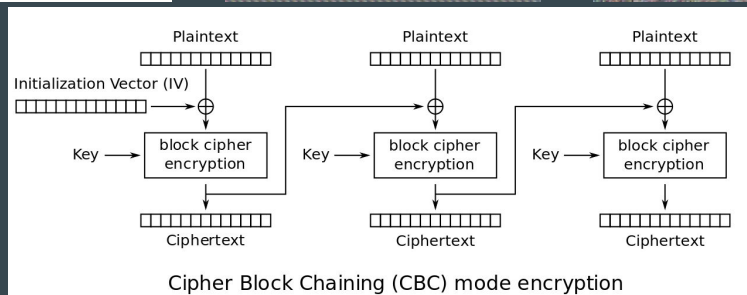 Plaintext
Plaintext
Plaintext
Initialization Vector (IV)
Key
block cipher
encryption
Key
block cipher
encryption
Key
block cipher
encryption
Ciphertext
Ciphertext
Ciphertext
Cipher Block Chaining (CBC) mode encryption